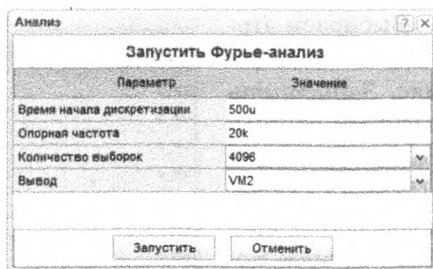 Анализ
Запустить Фурье-анализ
Параметр Значение
Время начала дискретизации 500u
Опорная частота 20k
Количество выборок 4096
Вывод VM2
Запустить Отменить